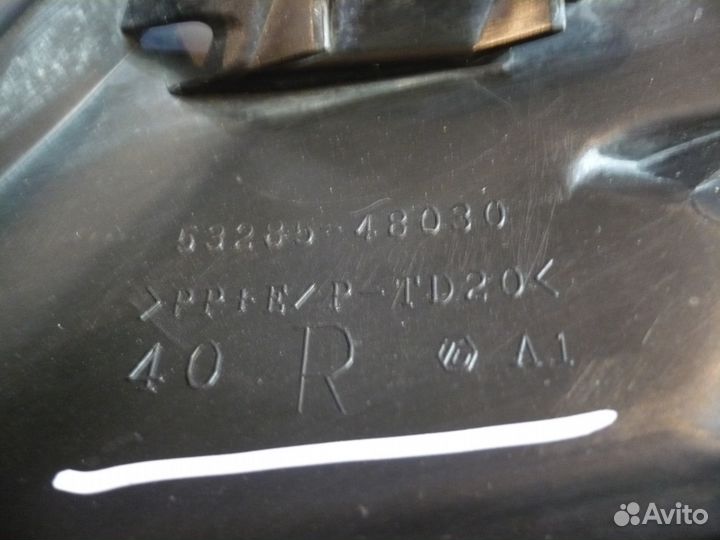 53285-48030
>PP+E/P-TD20<
40 R A1
Avito